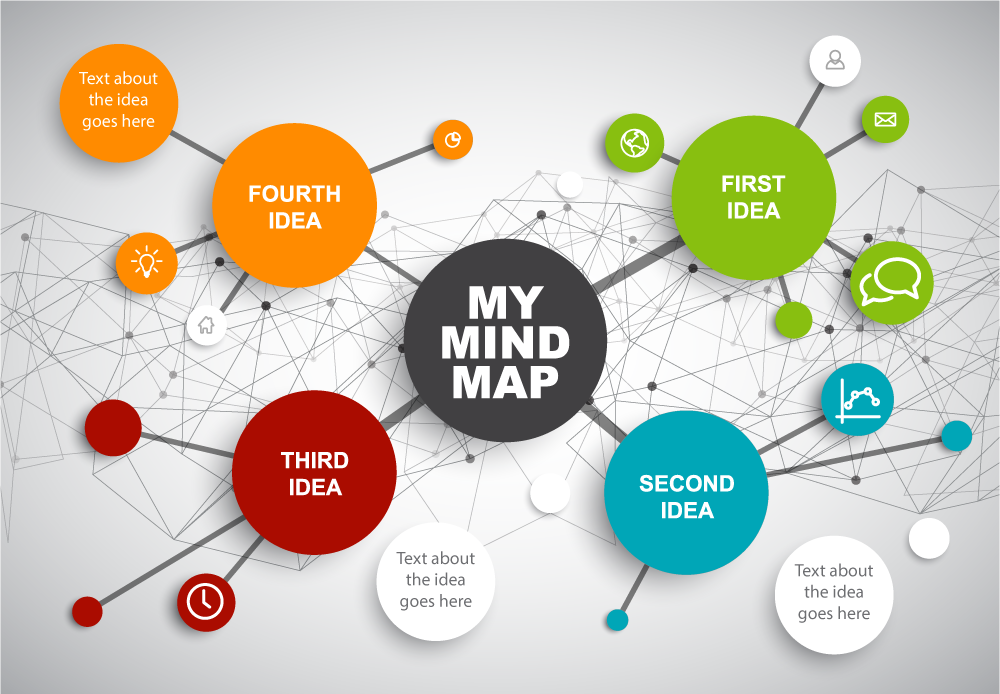 MY
MIND
MAP
FIRST
IDEA
SECOND
IDEA
THIRD
IDEA
FOURTH
IDEA
Text about
the idea
goes here
Text about
the idea
goes here
Text about
the idea
goes here